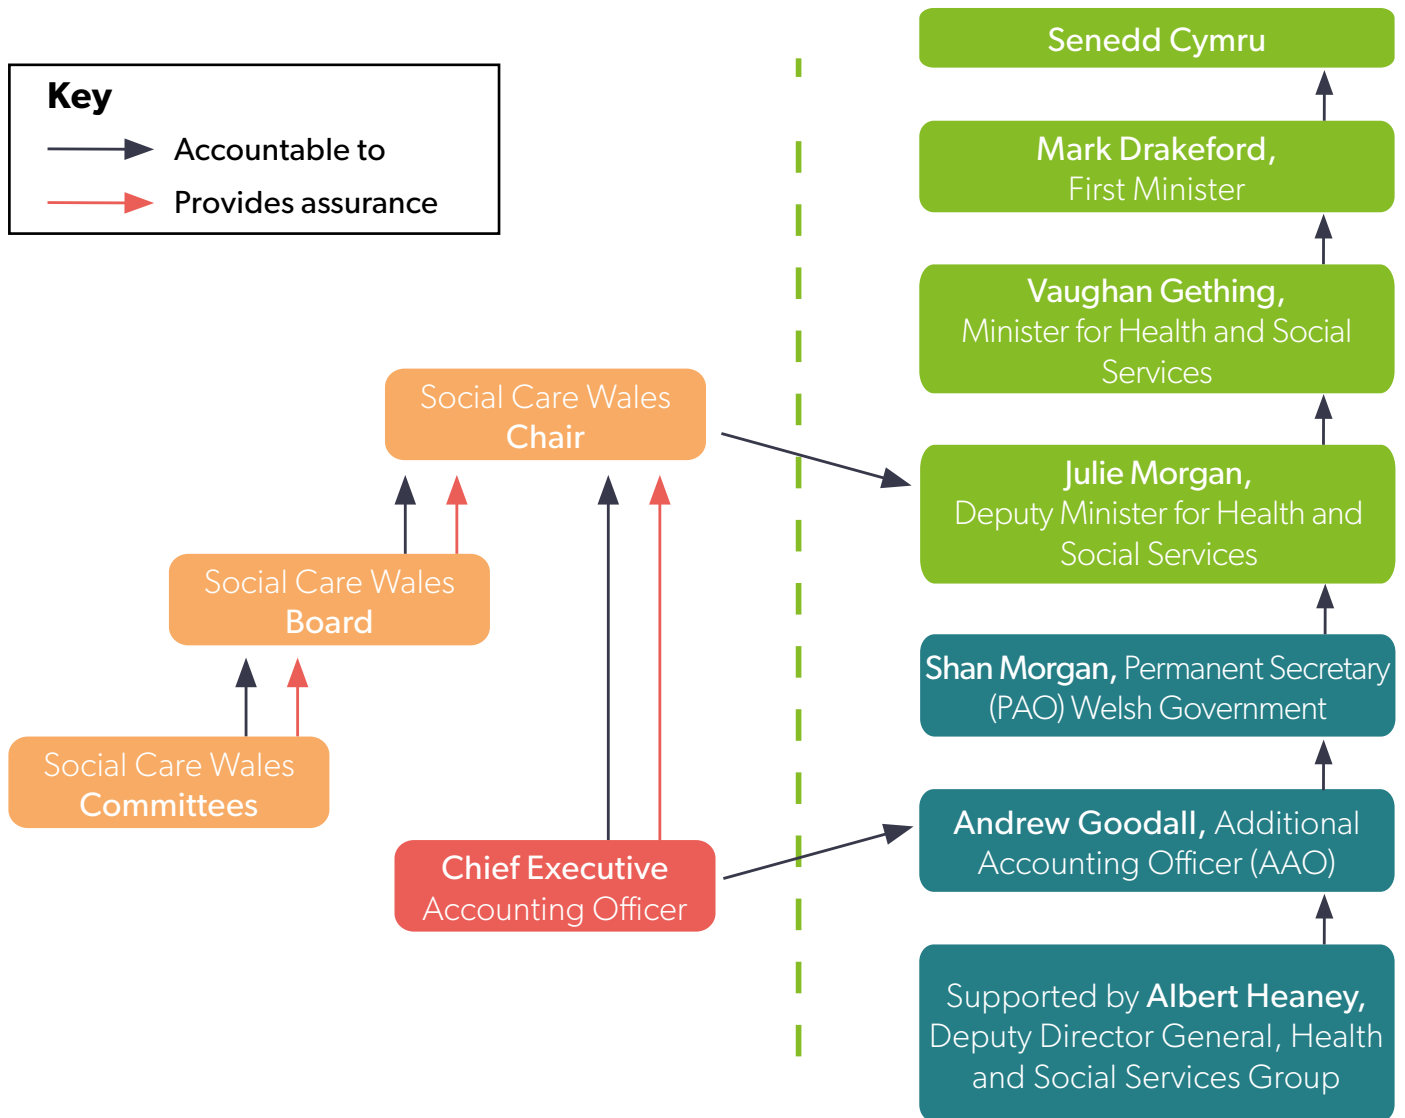 Key
Accountable to
Provides assurance
Social Care Wales
Chair
Social Care Wales
Board
Social Care Wales
Committees
Chief Executive
Accounting Officer
Senedd Cymru
Mark Drakeford,
First Minister
Vaughan Gething,
Minister for Health and Social
Services
Julie Morgan,
Deputy Minister for Health and
Social Services
Shan Morgan, Permanent Secretary
(PAO) Welsh Government
Andrew Goodall, Additional
Accounting Officer (AAO)
Supported by Albert Heaney,
Deputy Director General, Health
and Social Services Group